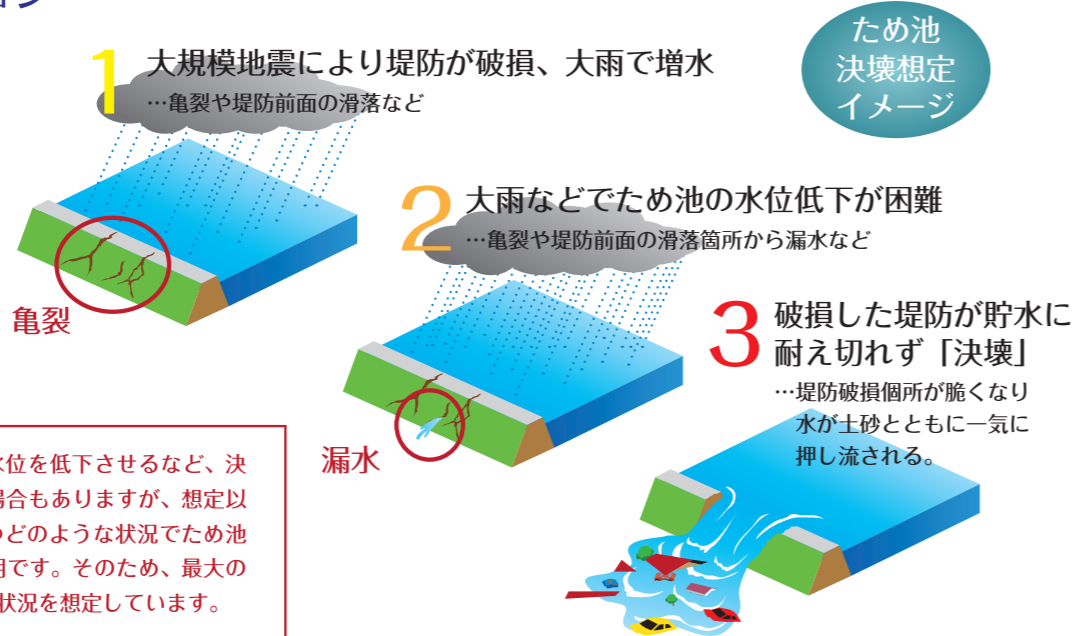 ため池
決壊想定
イメージ
1 大規模地震により堤防が破損、大雨で増水
…亀裂や堤防前面の滑落など
亀裂
2 大雨などでため池の水位低下が困難
…亀裂や堤防前面の滑落箇所から漏水など
漏水
3 破損した堤防が貯水に
耐え切れず「決壊」
…堤防破損個所が脆くなり
水が土砂とともに一気に
押し流される。
水位を低下させるなど、決
場合もありますが、想定以
どのような状況でため池
です。そのため、最大の
状況を想定しています。